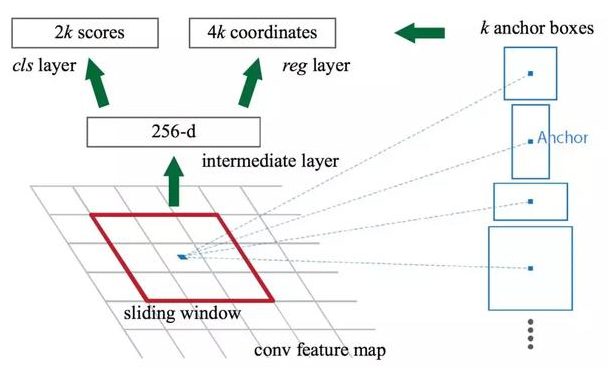 2k scores
4k coordinates
k anchor boxes
cls layer
reg layer
256-d
Anchor
intermediate layer
sliding window
conv feature map